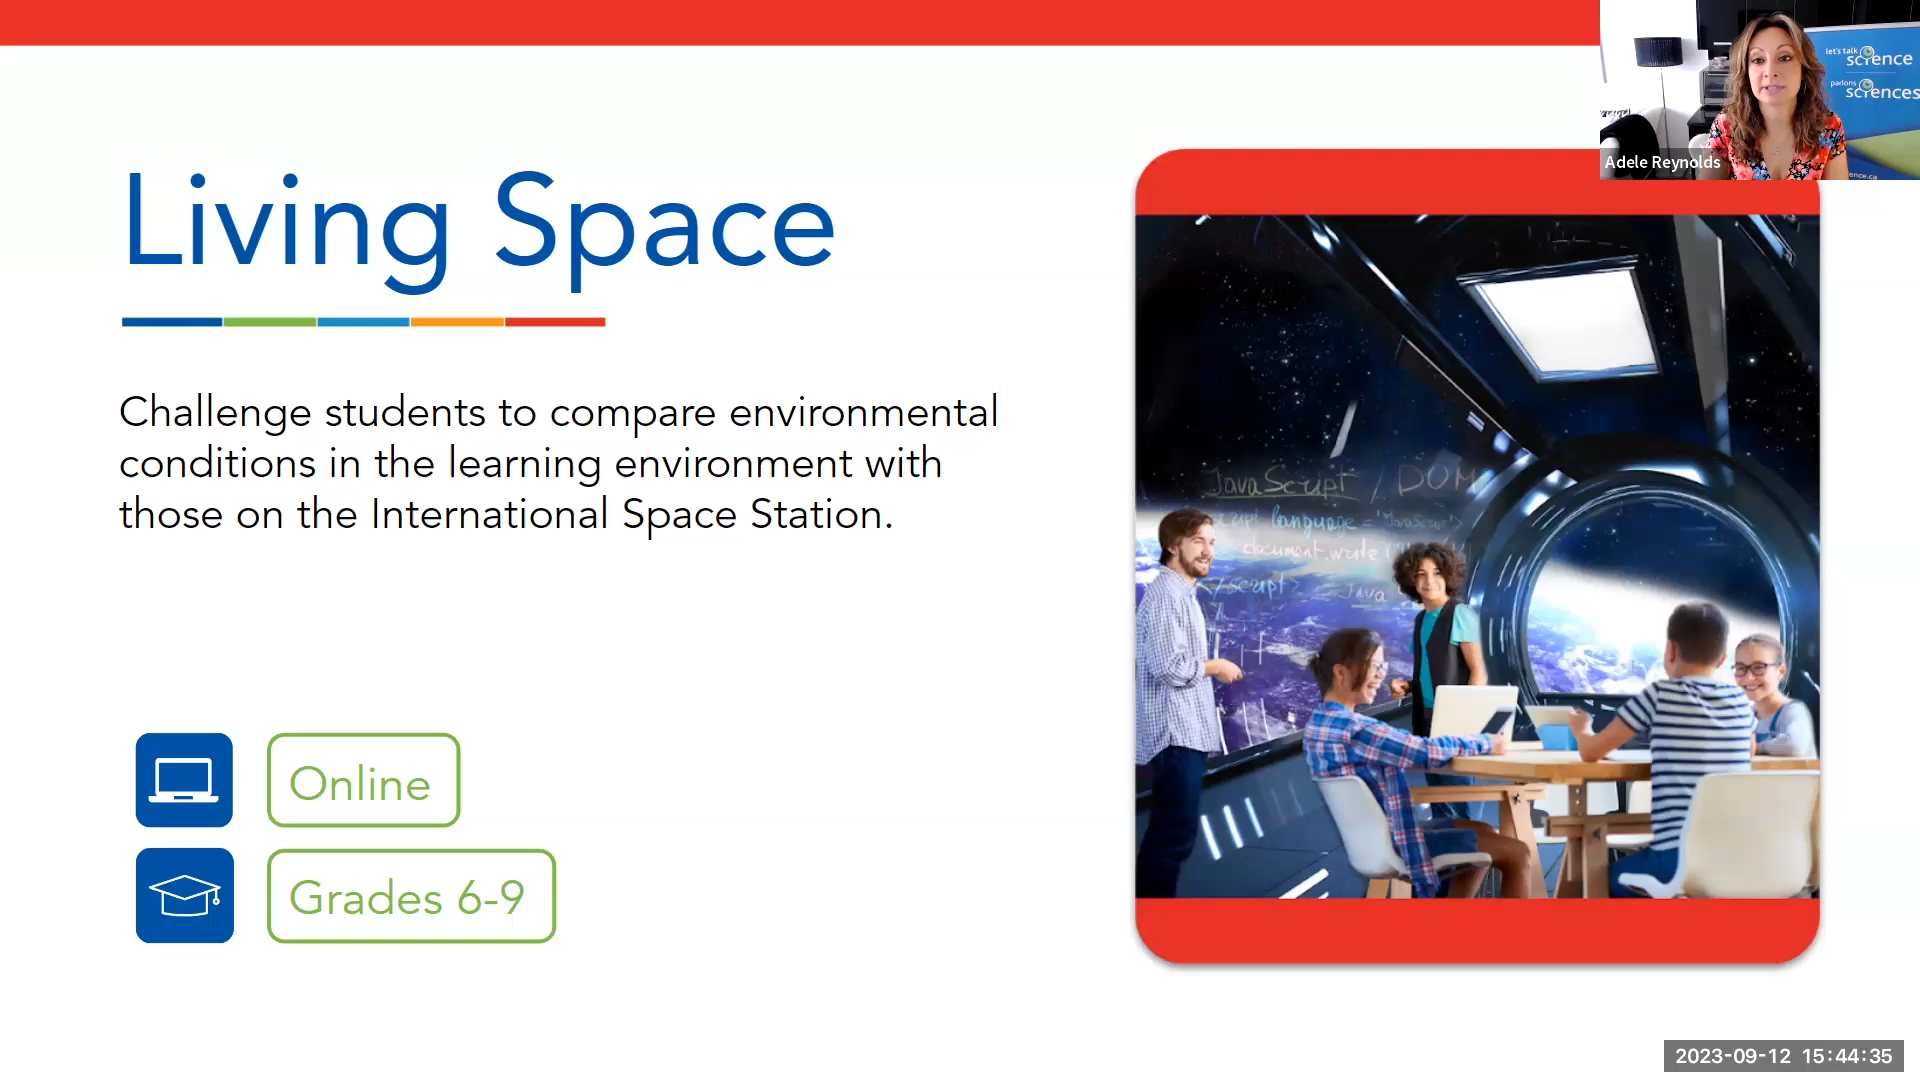 let's talk
science
parlons
sciences
Adele Reynolds
Living Space
Challenge students to compare environmental
conditions in the learning environment with
those on the International Space Station.
JavaScript / DOM
script language = "JavaScript">
document.write (
/script>
Java
Online
Grades 6-9
2023-09-12 15:44:35